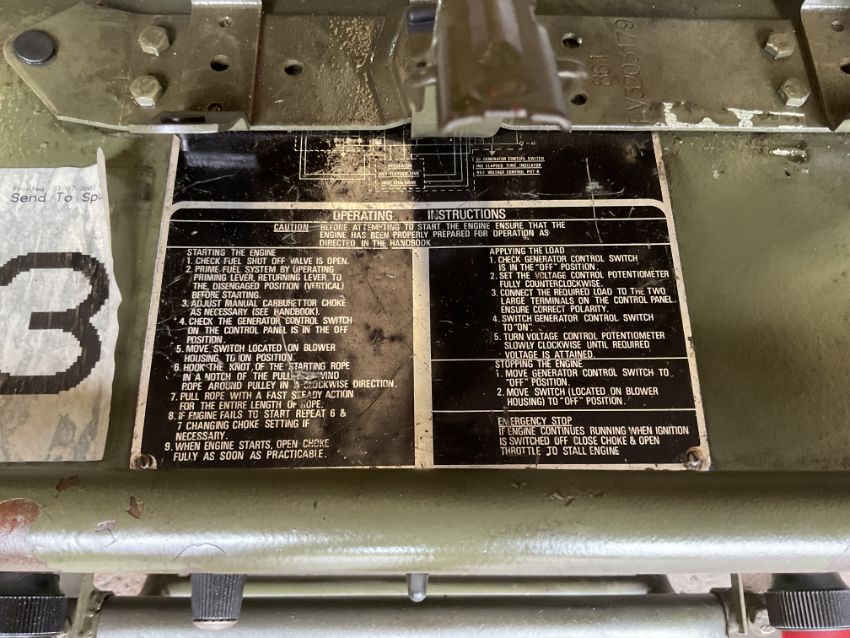 861
FV3203179
Send To Spu
3
S1 GENERATOR CONTROL SWITCH
IND ELAPSED TIME INDICATOR
RV2 VOLTAGE CONTROL POT R
OPERATING INSTRUCTIONS
CAUTION BEFORE ATTEMPTING TO START THE ENGINE ENSURE THAT THE
ENGINE HAS BEEN PROPERLY PREPARED FOR OPERATION AS
DIRECTED IN THE HANDBOOK
STARTING THE ENGINE
1. CHECK FUEL SHUT OFF VALVE IS OPEN.
2. PRIME FUEL SYSTEM BY OPERATING
PRIMING LEVER, RETURNING LEVER TO
THE DISENGAGED POSITION (VERTICAL)
BEFORE STARTING.
3. ADJUST MANUAL CARBURETTOR CHOKE
AS NECESSARY (SEE HANDBOOK).
4. CHECK THE GENERATOR CONTROL SWITCH
ON THE CONTROL PANEL IS IN THE OFF
POSITION.
5. MOVE SWITCH LOCATED ON BLOWER
HOUSING, TO ION POSITION.
6. HOOK THE KNOT, OF THE STARTING ROPE
IN A NOTCH OF THE PULLEY WIND
ROPE AROUND PULLEY IN A CLOCKWISE DIRECTION.
7. PULL ROPE WITH A FAST STEADY ACTION
FOR THE ENTIRE LENGTH OF ROPE.
8. IF ENGINE FAILS TO START REPEAT 6 &
7 CHANGING CHOKE SETTING IF
NECESSARY.
9. WHEN ENGINE STARTS, OPEN CHOKE
FULLY AS SOON AS PRACTICABLE.
APPLYING THE LOAD
1. CHECK GENERATOR CONTROL SWITCH
IS IN THE "OFF" POSITION.
2. SET THE VOLTAGE CONTROL POTENTIOMETER
FULLY COUNTERCLOCKWISE.
3. CONNECT THE REQUIRED LOAD TO THE TWO
LARGE TERMINALS ON THE CONTROL PANEL.
ENSURE CORRECT POLARITY.
4. SWITCH GENERATOR CONTROL SWITCH
TO "ON".
5. TURN VOLTAGE CONTROL POTENTIOMETER
SLOWLY CLOCKWISE UNTIL REQUIRED
VOLTAGE IS ATTAINED.
STOPPING THE ENGINE
1. MOVE GENERATOR CONTROL SWITCH TO
"OFF" POSITION.
2. MOVE SWITCH (LOCATED ON BLOWER
HOUSING) TO "OFF" POSITION.
EMERGENCY STOP
IF ENGINE CONTINUES RUNNING WHEN IGNITION
IS SWITCHED OFF CLOSE CHOKE & OPEN
THROTTLE TO STALL ENGINE